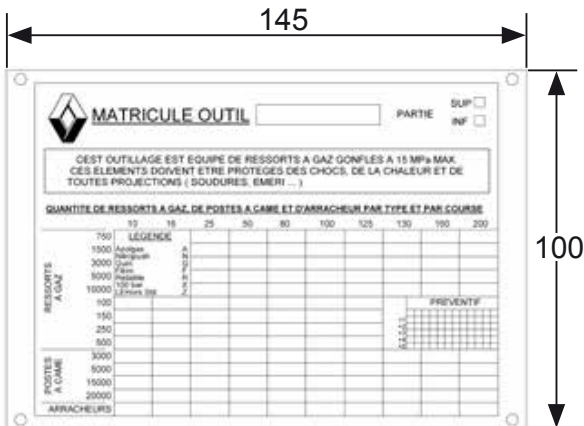 145
MATRICULE OUTIL
PARTIE
SUP
INF
CEST OUTILLAGE EST EQUIPE DE RESSORTS A GAZ GONFLES A 15 MPa MAX.
CES ELEMENTS DOIVENT ETRE PROTEGES DES CHOCS, DE LA CHALEUR ET DE
TOUTES PROJECTIONS ( SOUDURES, EMERI ... )
QUANTITE DE RESSORTS A GAZ, DE POSTES A CAME ET D'ARRACHEUR PAR TYPE ET PAR COURSE
10 16 25 50 80 100 125 130 160 200
RESSORTS
A GAZ
750 LEGENDE
1500 A
3000 N
5000
10000
100 PREVENTIF
150
250
500
POSTES
A CAME
3000
5000
15000
20000
ARRACHEURS
100